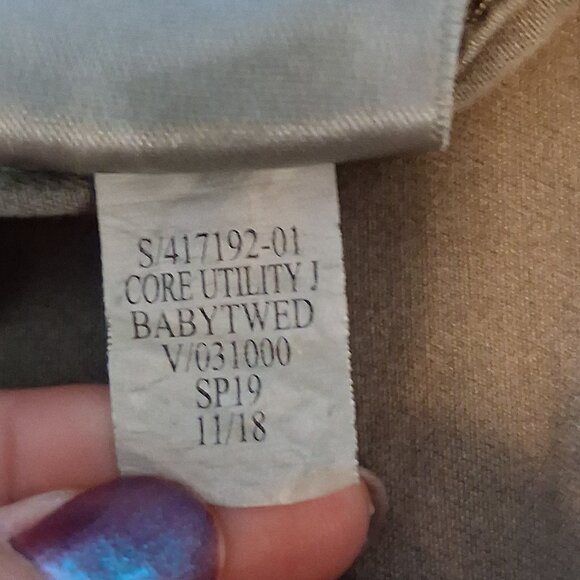 S/417192-01
CORE UTILITY J
BABYTWED
V/031000
SP19
11/18